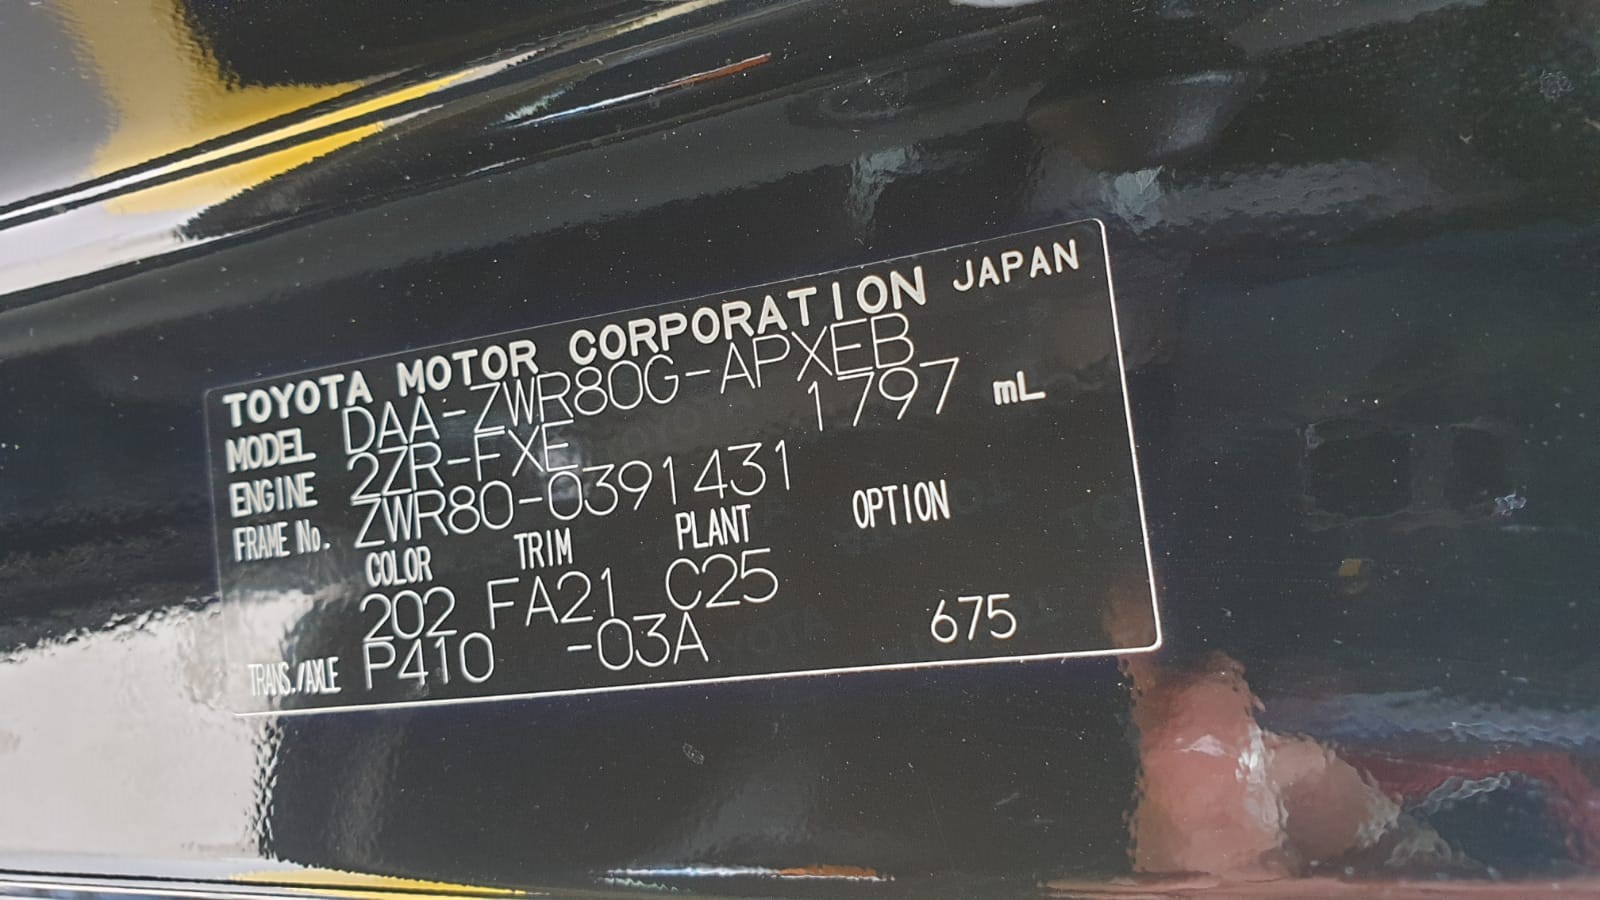 TOYOTA MOTOR CORPORATION JAPAN
MODEL DAA-ZWR80G-APXEB
ENGINE 2ZR-FXE 1797 mL
FRAME No. ZWR80-0391431
COLOR TRIM PLANT OPTION
202 FA21 C25
TRANS./AXLE P410 -03A 675